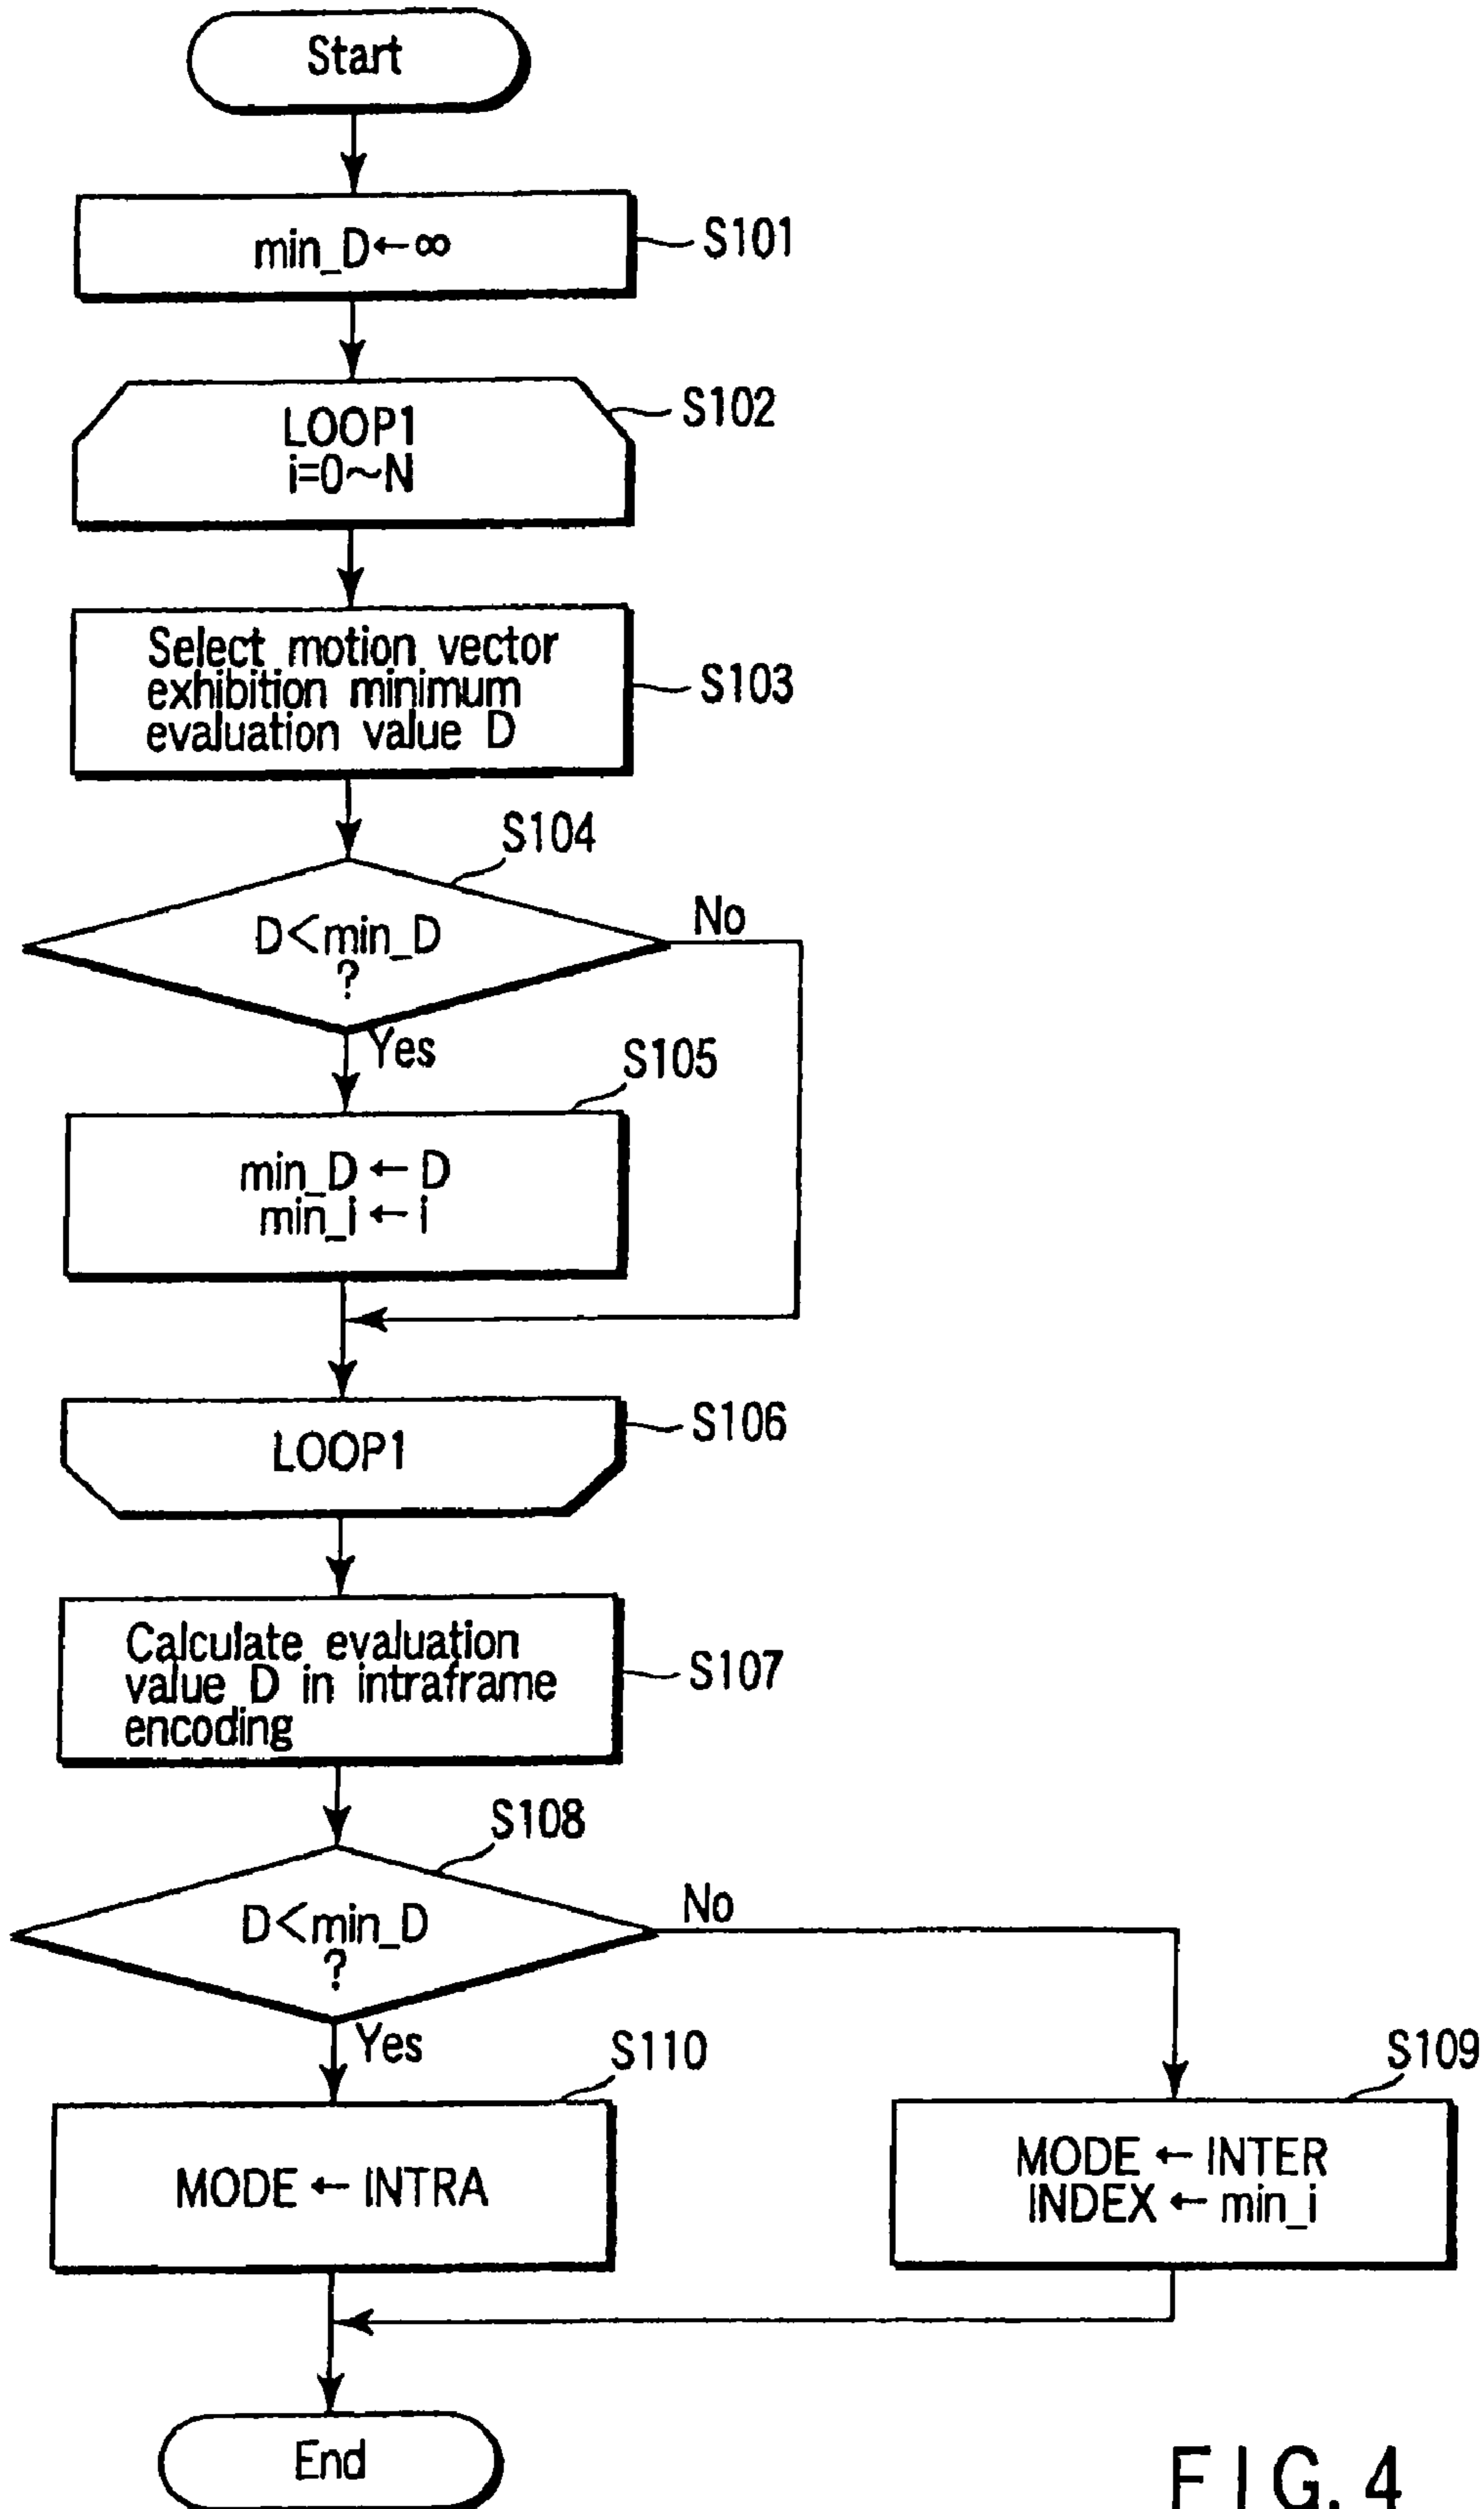 Start
min_D←∞
S101
LOOP1
i=0~N
S102
Select motion vector
exhibition minimum
evaluation value D
S103
S104
D<min_D
?
No
Yes
S105
min_D ← D
min_i ← i
LOOP1
S106
Calculate evaluation
value D in intraframe
encoding
S107
S108
D<min_D
?
No
Yes
S110
S109
MODE ← INTRA
MODE ← INTER
INDEX ← min_i
End
FIG. 4